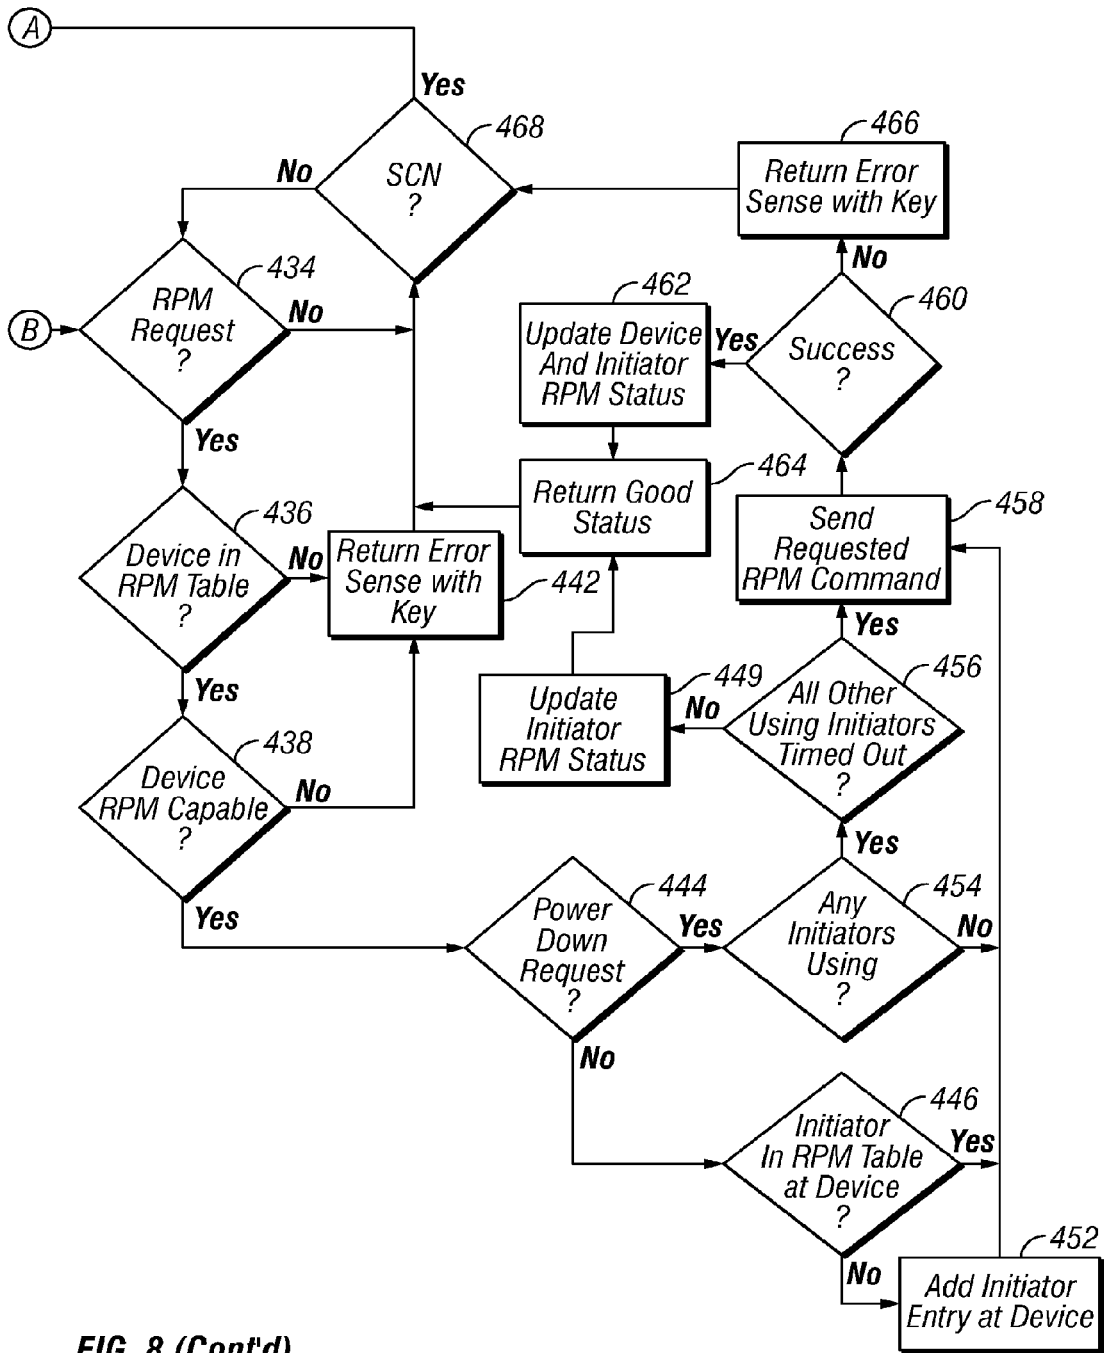 A
Yes
468
SCN
?
No
466
Return Error
Sense with Key
No
434
RPM
Request
?
No
B
Yes
462
Update Device
And Initiator
RPM Status
Yes
460
Success
?
464
Return Good
Status
458
Send
Requested
RPM Command
436
Device in
RPM Table
?
No
Return Error
Sense with
Key
442
Yes
Yes
449
Update
Initiator
RPM Status
No
456
All Other
Using Initiators
Timed Out
?
438
Device
RPM Capable
?
No
Yes
Yes
444
Power
Down
Request
?
Yes
No
454
Any
Initiators
Using
?
No
446
Initiator
In RPM Table
at Device
?
Yes
No
452
Add Initiator
Entry at Device
FIG. 8 (Cont'd)